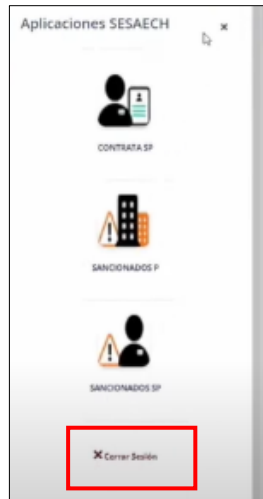 Aplicaciones SESAECH
×
CONTRATA SP
SANCIONADOS P
SANCIONADOS SP
✕ Cerrar Sesión